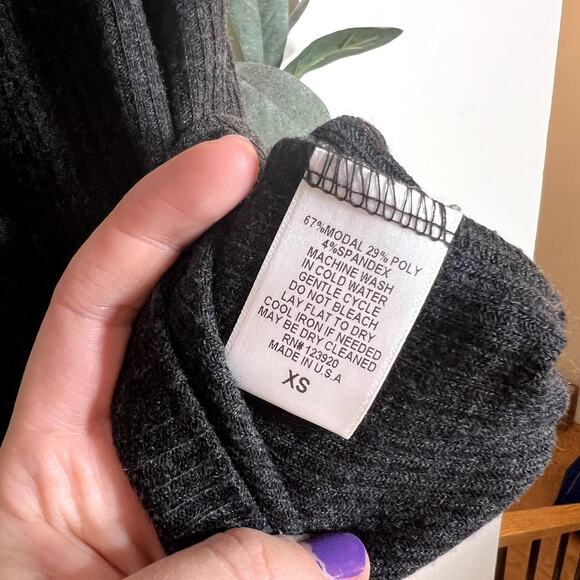 67%MODAL 29% POLY
4%SPANDEX
MACHINE WASH
IN COLD WATER
GENTLE CYCLE
DO NOT BLEACH
LAY FLAT TO DRY
COOL IRON IF NEEDED
MAY BE DRY CLEANED
RN# 123920
MADE IN U.S.A
XS